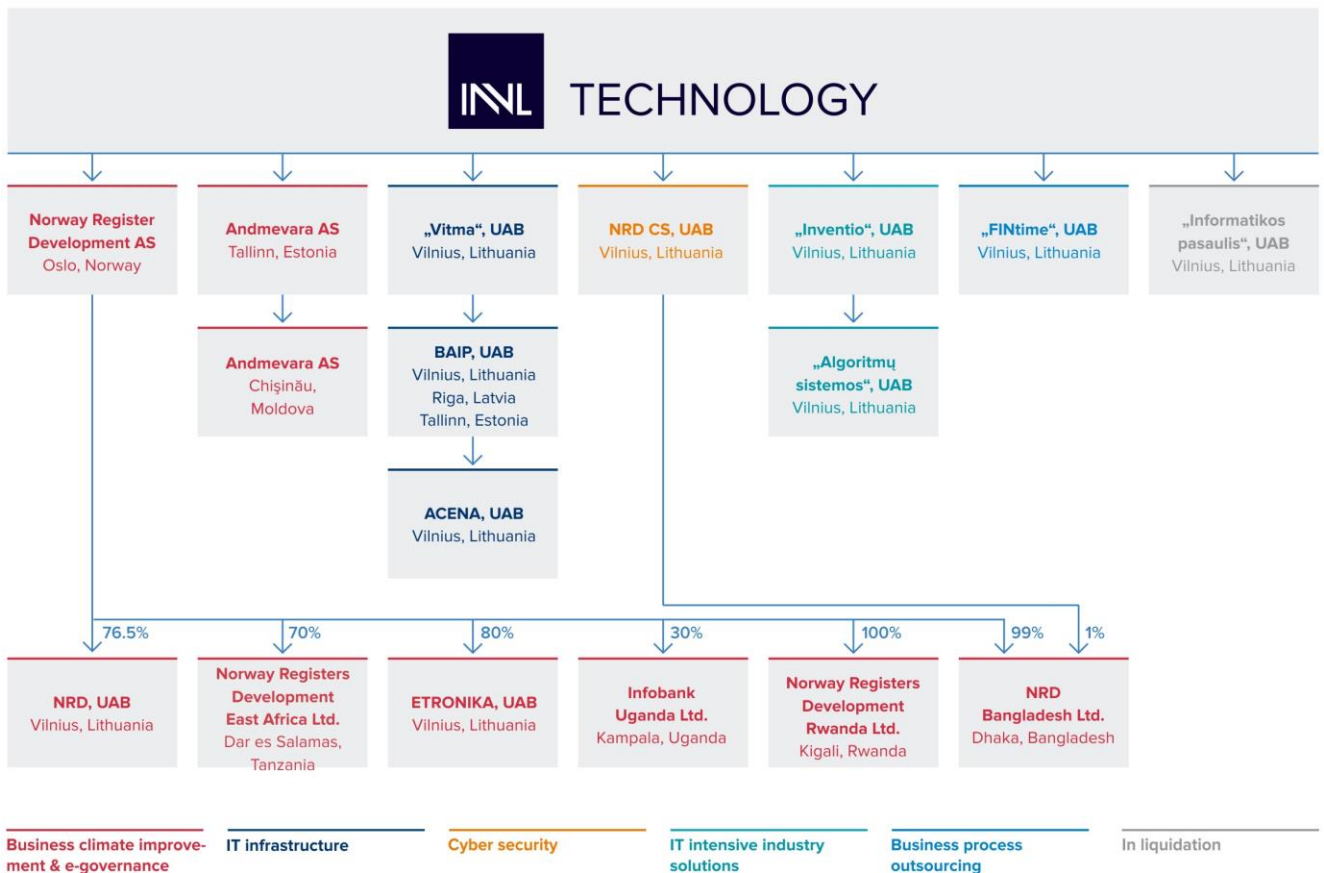 INVL TECHNOLOGY
Norway Register
Development AS
Oslo, Norway
Andmevara AS
Tallinn, Estonia
„Vitma“, UAB
Vilnius, Lithuania
NRD CS, UAB
Vilnius, Lithuania
„Inventio“, UAB
Vilnius, Lithuania
„FINtime“, UAB
Vilnius, Lithuania
„Informatikos
pasaulis“, UAB
Vilnius, Lithuania
Andmevara AS
Chişinău,
Moldova
BAIP, UAB
Vilnius, Lithuania
Riga, Latvia
Tallinn, Estonia
„Algoritmų
sistemos“, UAB
Vilnius, Lithuania
ACENA, UAB
Vilnius, Lithuania
76.5%
70%
80%
30%
100%
99%
1%
NRD, UAB
Vilnius, Lithuania
Norway Registers
Development
East Africa Ltd.
Dar es Salamas,
Tanzania
ETRONIKA, UAB
Vilnius, Lithuania
Infobank
Uganda Ltd.
Kampala, Uganda
Norway Registers
Development
Rwanda Ltd.
Kigali, Rwanda
NRD
Bangladesh Ltd.
Dhaka, Bangladesh
Business climate improve-
ment & e-governance
IT infrastructure
Cyber security
IT intensive industry
solutions
Business process
outsourcing
In liquidation